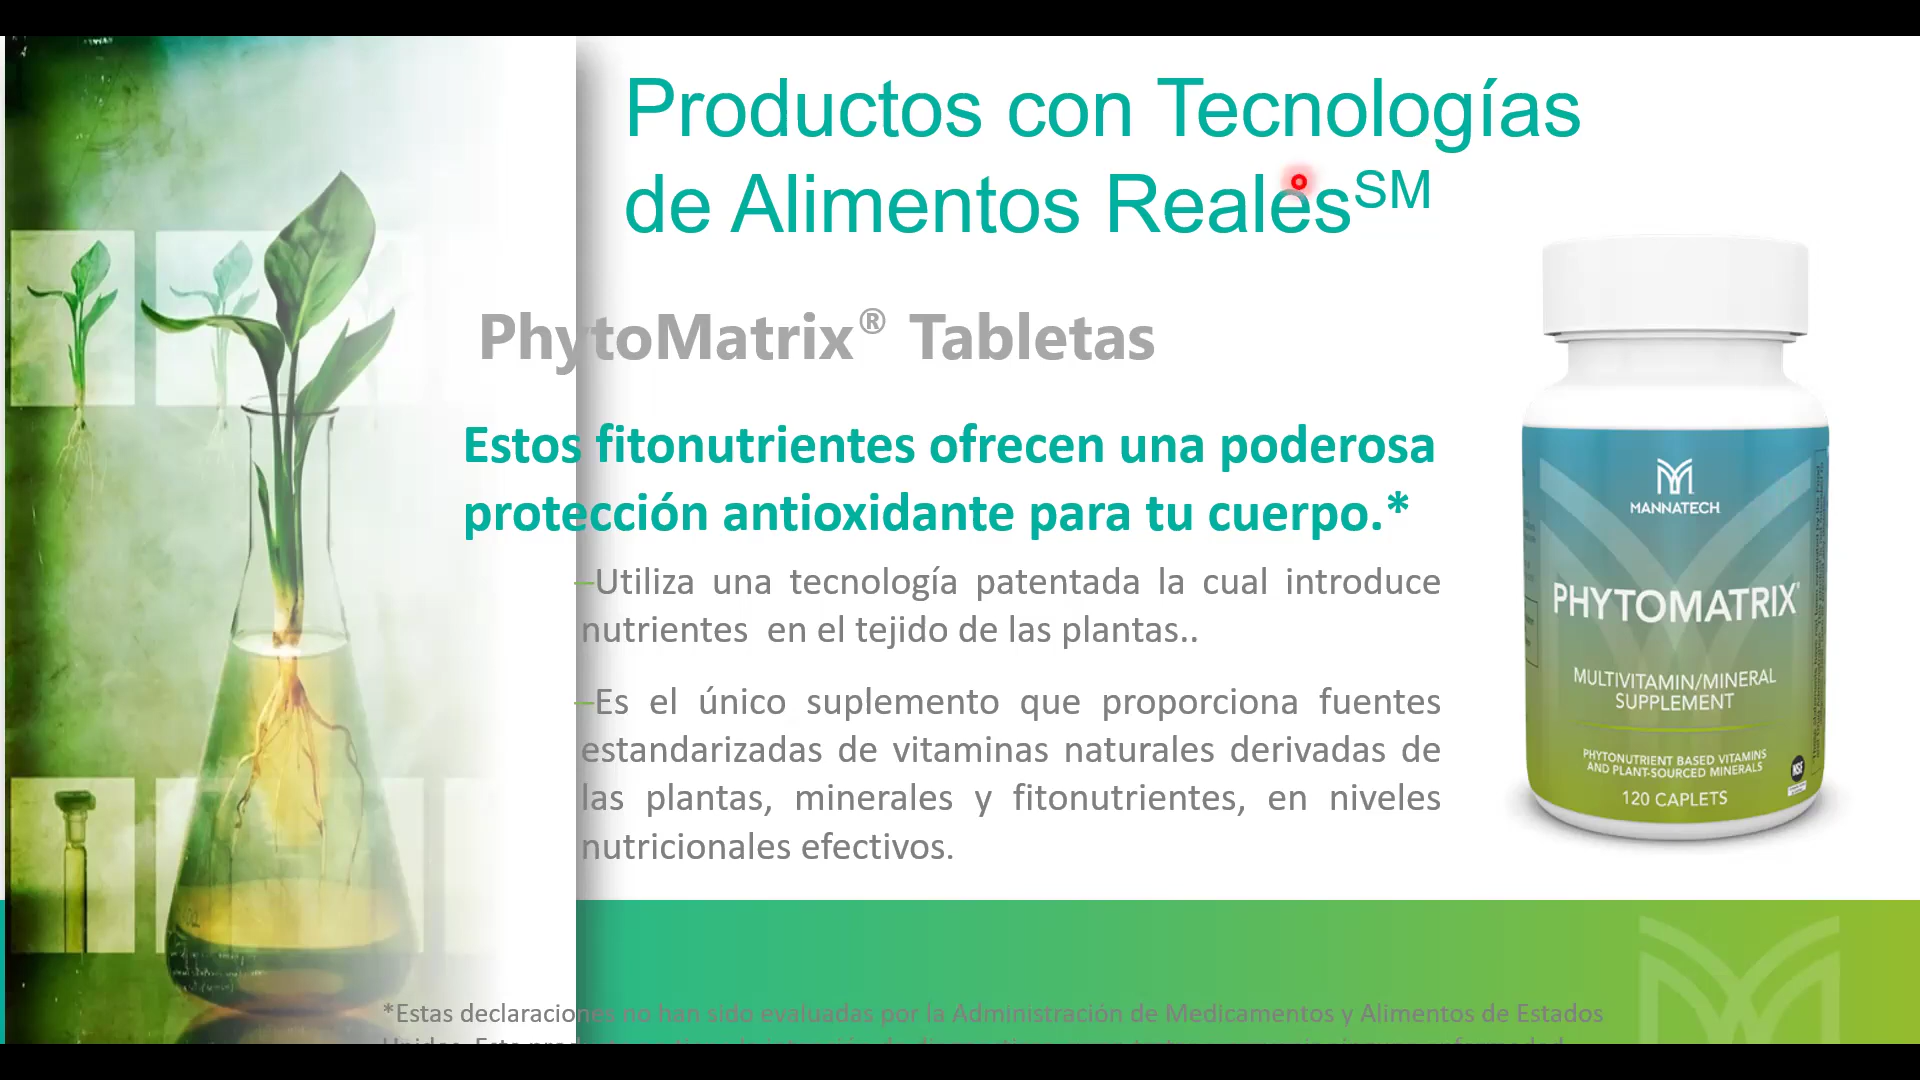 Productos con Tecnologías
de Alimentos Reales℠
PhytoMatrix® Tabletas
Estos fitonutrientes ofrecen una poderosa
protección antioxidante para tu cuerpo.*
–Utiliza una tecnología patentada la cual introduce
nutrientes en el tejido de las plantas..
–Es el único suplemento que proporciona fuentes
estandarizadas de vitaminas naturales derivadas de
las plantas, minerales y fitonutrientes, en niveles
nutricionales efectivos.
MANNATECH
PHYTOMATRIX®
MULTIVITAMIN/MINERAL
SUPPLEMENT
PHYTONUTRIENT BASED VITAMINS
AND PLANT-SOURCED MINERALS
NSF
120 CAPLETS
*Estas declaraciones no han sido evaluadas por la Administración de Medicamentos y Alimentos de Estados